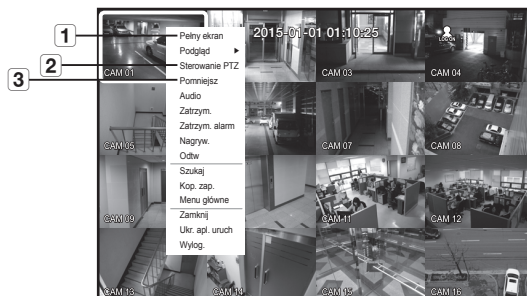 1
2
3
Pełny ekran
Podgląd
Sterowanie PTZ
Pomniejsz
Audio
Zatrzym.
Zatrzym. alarm
Nagryw.
Odtw
Szukaj
Kop. zap.
Menu główne
Zamknij
Ukr. apl. uruch
Wylog.
2015-01-01 01:10:25
LOG ON
CAM 01
CAM 03
CAM 04
CAM 05
CAM 07
CAM 08
CAM 09
CAM 11
CAM 12
CAM 13
CAM 14
CAM 15
CAM 16